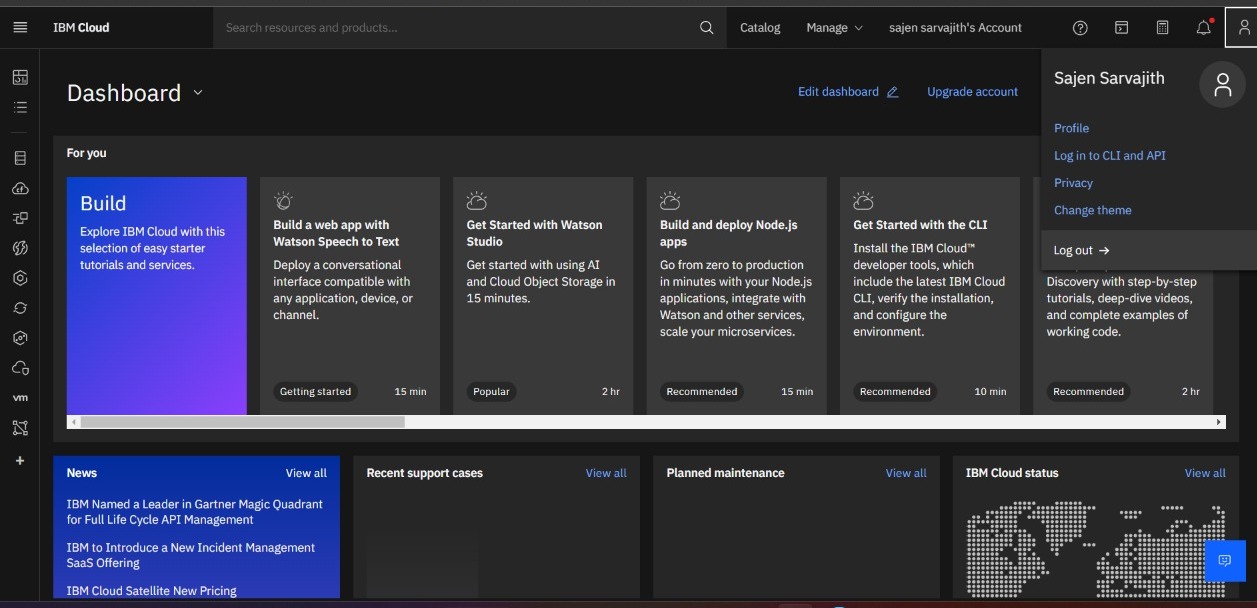 IBM Cloud
Search resources and products...
Catalog
Manage
sajen sarvajith's Account
Sajen Sarvajith
Profile
Log in to CLI and API
Privacy
Change theme
Log out →
Dashboard
Edit dashboard
Upgrade account
For you
Build
Explore IBM Cloud with this
selection of easy starter
tutorials and services.
Build a web app with
Watson Speech to Text
Deploy a conversational
interface compatible with
any application, device, or
channel.
Getting started
15 min
Get Started with Watson
Studio
Get started with using AI
and Cloud Object Storage in
15 minutes.
Popular
2 hr
Build and deploy Node.js
apps
Go from zero to production
in minutes with your Node.js
applications, integrate with
Watson and other services,
scale your microservices.
Recommended
15 min
Get Started with the CLI
Install the IBM Cloud™
developer tools, which
include the latest IBM Cloud
CLI, verify the installation,
and configure the
environment.
Recommended
10 min
Discovery with step-by-step
tutorials, deep-dive videos,
and complete examples of
working code.
Recommended
2 hr
vm
News
View all
IBM Named a Leader in Gartner Magic Quadrant
for Full Life Cycle API Management
IBM to Introduce a New Incident Management
SaaS Offering
IBM Cloud Satellite New Pricing
Recent support cases
View all
Planned maintenance
View all
IBM Cloud status
View all